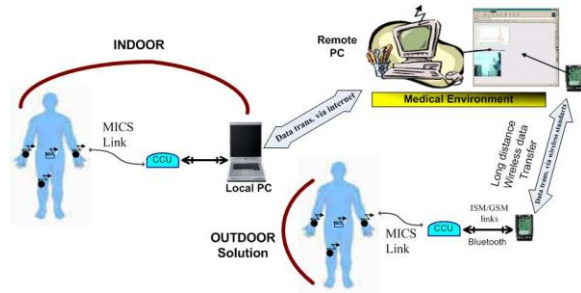 INDOOR
MICS
Link
CCU
Local PC
Data trans. via internet
Remote
PC
Medical Environment
Long distance
Wireless data
Transfer
Data trans. via wireless standards
OUTDOOR
Solution
MICS
Link
CCU
ISM/GSM
links
Bluetooth